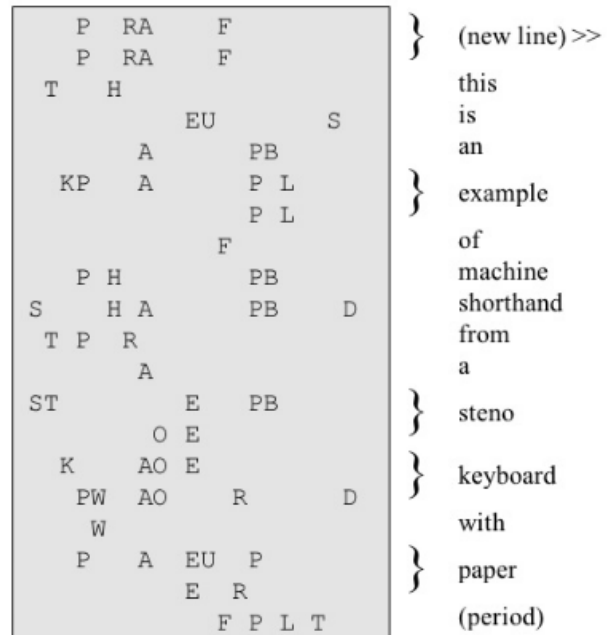 P RA F
P RA F } (new line) >>
T H this
EU S is
A PB an
KP A P L
P L } example
F of
P H PB machine
S H A PB D shorthand
T P R from
A a
ST E PB
O E } steno
K AO E
PW AO R D } keyboard
W with
P A EU P
E R } paper
F P L T (period)